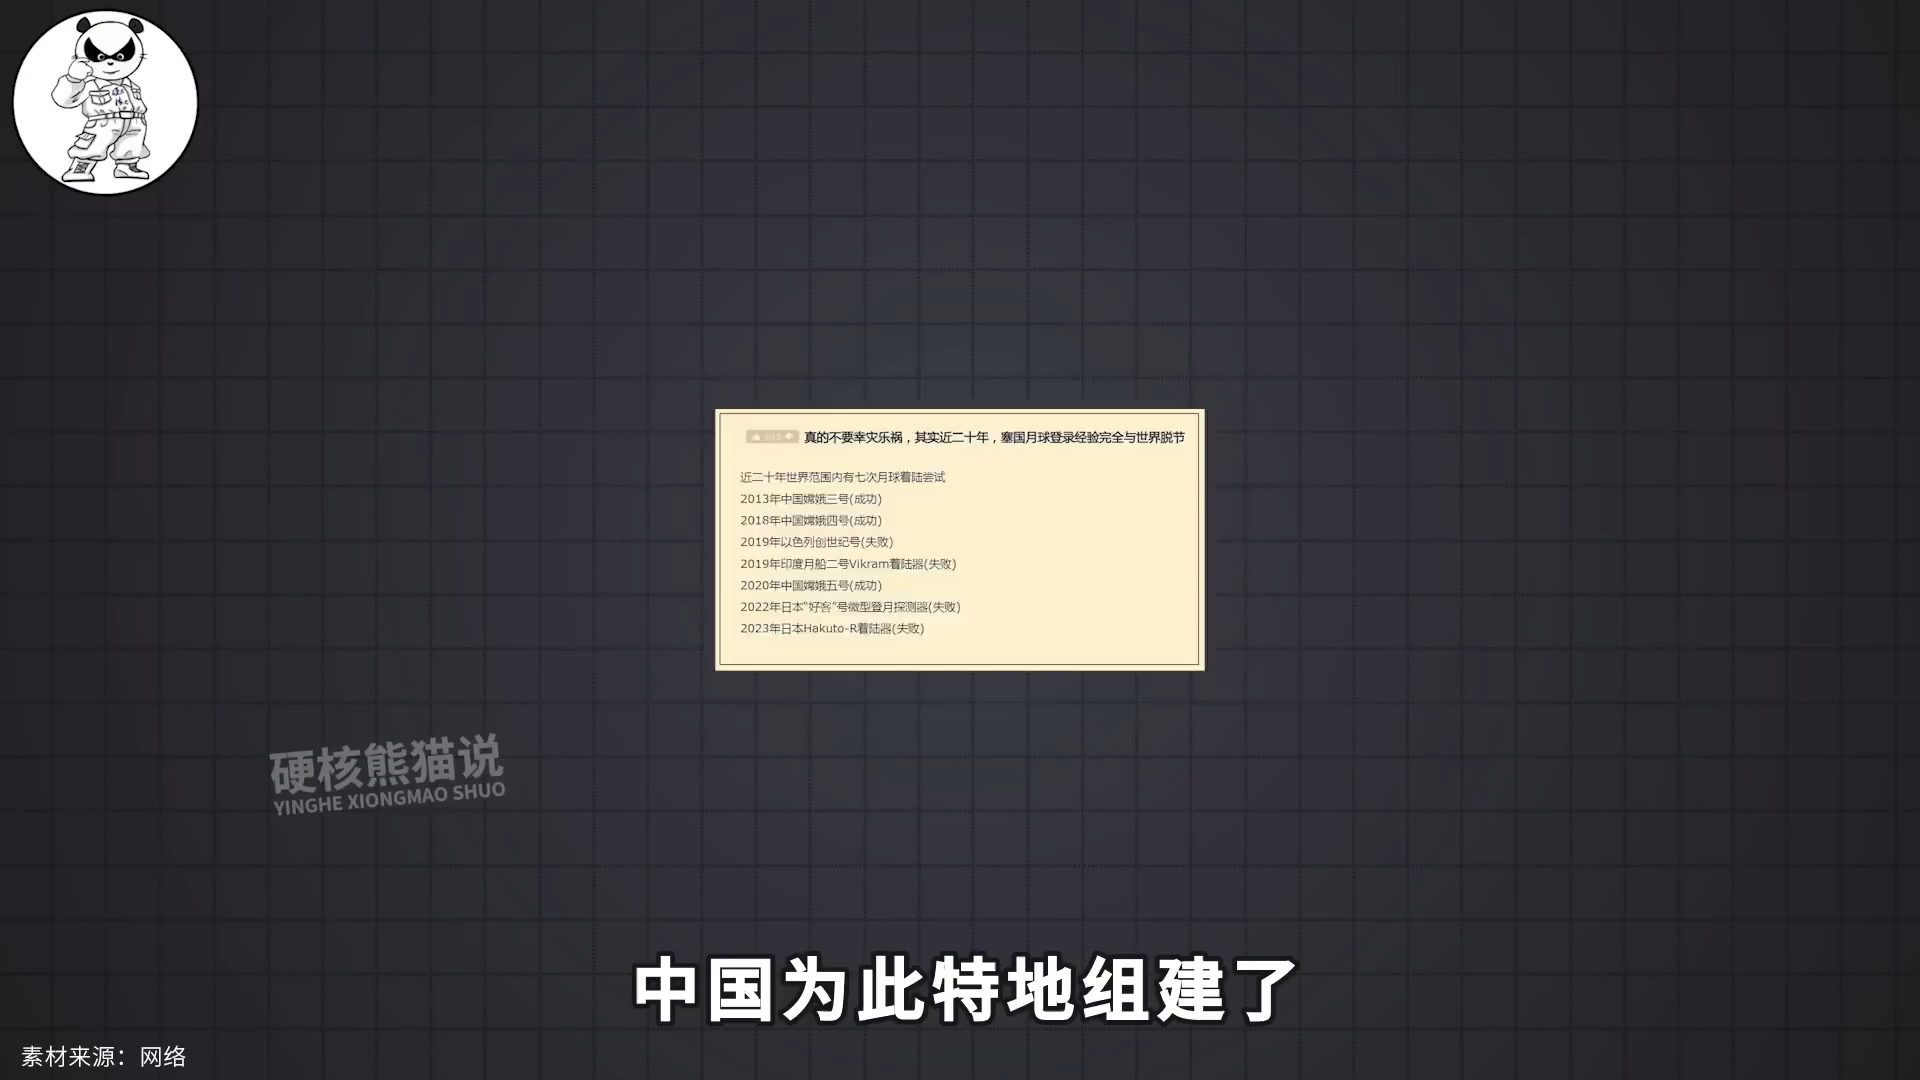 真的不要幸灾乐祸，其实近二十年，塞国月球登录经验完全与世界脱节
近二十年世界范围内有七次月球着陆尝试
2013年中国嫦娥三号(成功)
2018年中国嫦娥四号(成功)
2019年以色列创世纪号(失败)
2019年印度月船二号Vikram着陆器(失败)
2020年中国嫦娥五号(成功)
2022年日本“好客”号微型登月探测器(失败)
2023年日本Hakuto-R着陆器(失败)
硬核熊猫说
YINGHE XIONGMAO SHUO
中国为此特地组建了
素材来源：网络